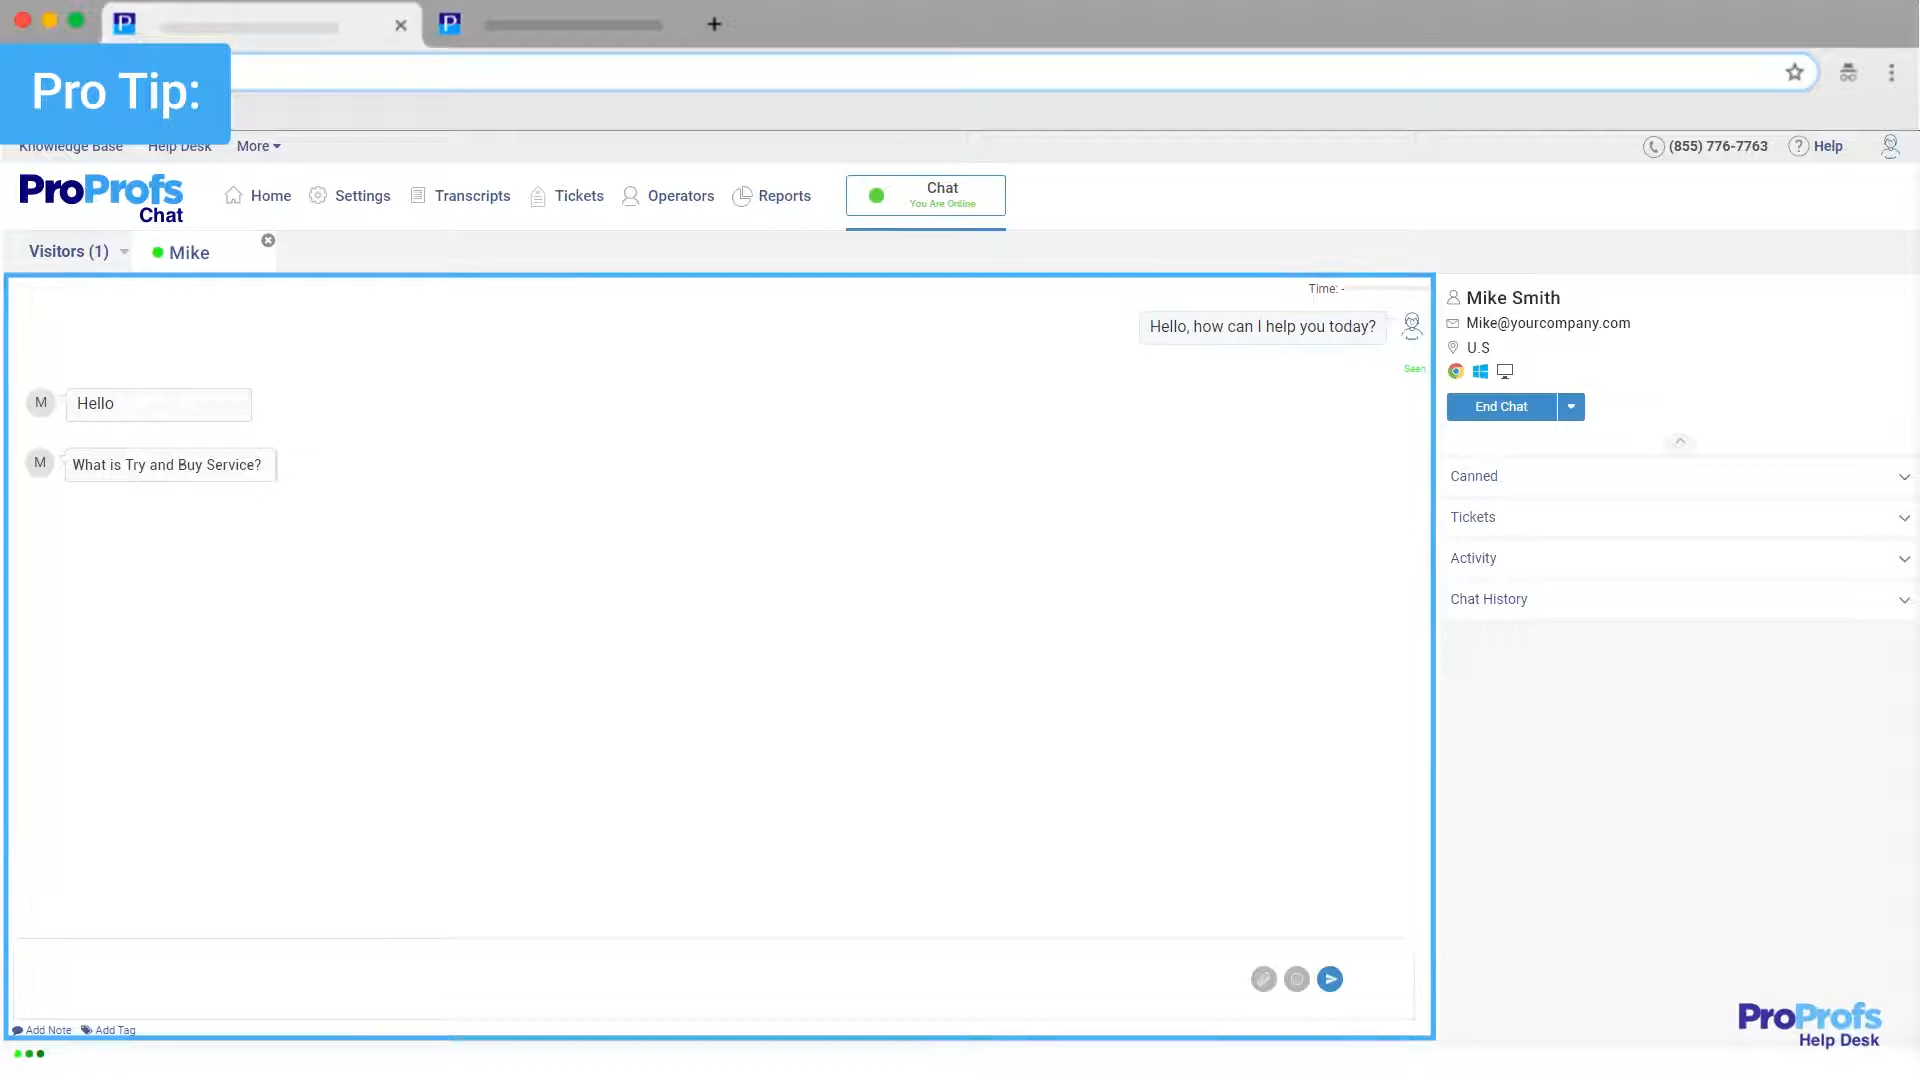 Pro Tip:
Knowledge Base Help Desk More
(855) 776-7763 Help
ProProfs
Chat
Home Settings Transcripts Tickets Operators Reports
Chat
You Are Online
Visitors (1)
Mike
Time: -
Hello, how can I help you today?
Seen
M
Hello
M
What is Try and Buy Service?
Add Note Add Tag
Mike Smith
Mike@yourcompany.com
U.S
End Chat
Canned
Tickets
Activity
Chat History
ProProfs
Help Desk